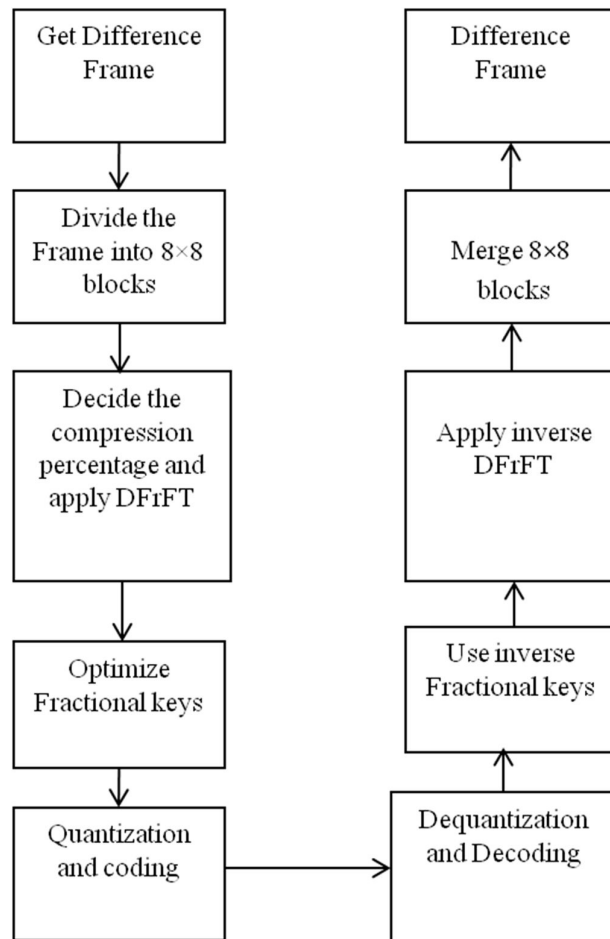 Get Difference
Frame
Divide the
Frame into 8×8
blocks
Decide the
compression
percentage and
apply DFrFT
Optimize
Fractional keys
Quantization
and coding
Dequantization
and Decoding
Use inverse
Fractional keys
Apply inverse
DFrFT
Merge 8×8
blocks
Difference
Frame